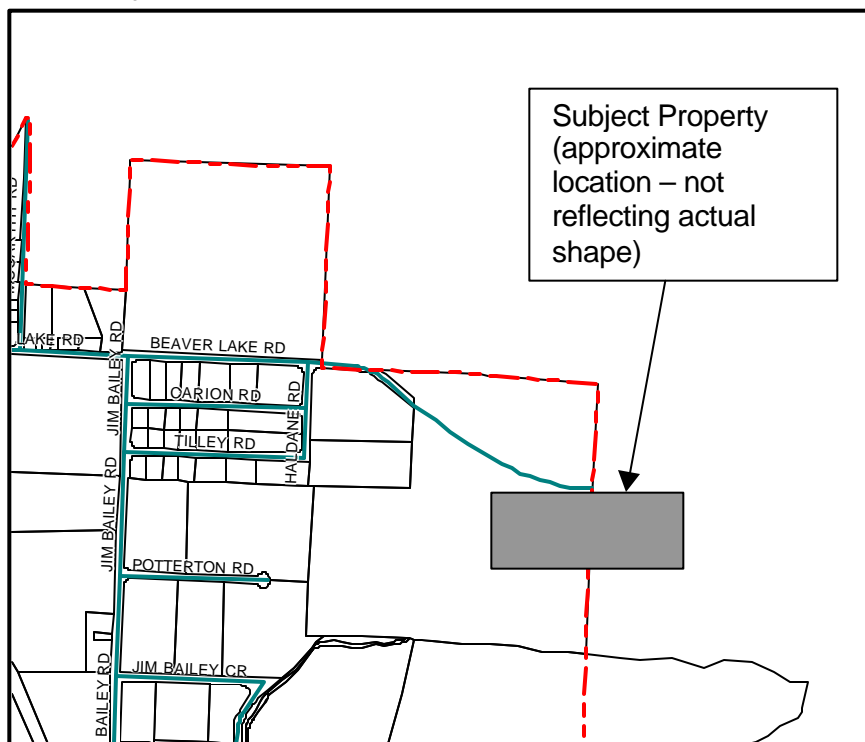 Subject Property
(approximate
location – not
reflecting actual
shape)
LAKE RD
BEAVER LAKE RD
JIM BAILEY RD
CARION RD
HALDANE RD
TILLEY RD
JIM BAILEY RD
POTTERTON RD
JIM BAILEY CR
BAILEY RD